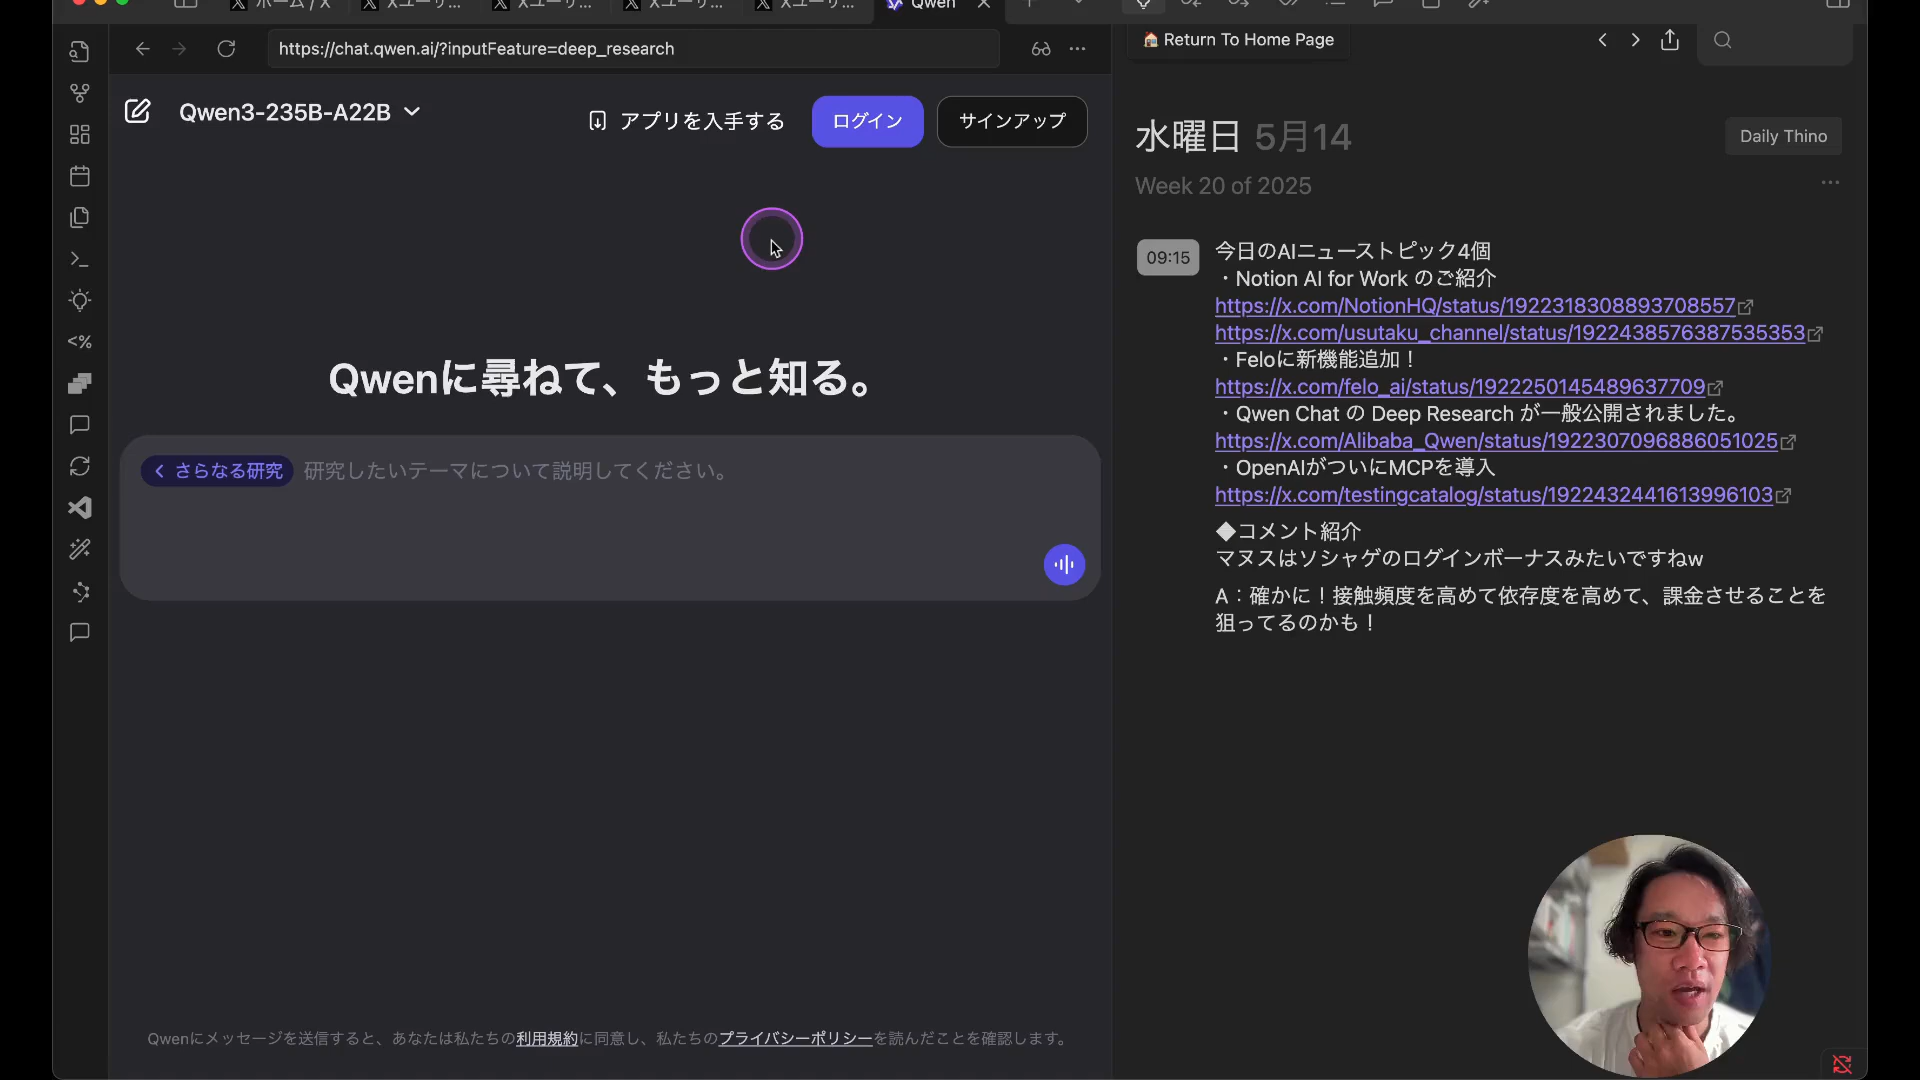 Qwen
https://chat.qwen.ai/?inputFeature=deep_research
Qwen3-235B-A22B
アプリを入手する
ログイン
サインアップ
Qwenに尋ねて、もっと知る。
さらなる研究 研究したいテーマについて説明してください。
Qwenにメッセージを送信すると、あなたは私たちの利用規約に同意し、私たちのプライバシーポリシーを読んだことを確認します。
Return To Home Page
水曜日 5月14
Daily Thino
Week 20 of 2025
09:15
今日のAIニューストピック4個
・Notion AI for Work のご紹介
https://x.com/NotionHQ/status/1922318308893708557
https://x.com/usutaku_channel/status/1922438576387535353
・Feloに新機能追加！
https://x.com/felo_ai/status/1922250145489637709
・Qwen Chat の Deep Research が一般公開されました。
https://x.com/Alibaba_Qwen/status/1922307096886051025
・OpenAIがついにMCPを導入
https://x.com/testingcatalog/status/1922432441613996103
◆コメント紹介
マヌスはソシャゲのログインボーナスみたいですねw
A：確かに！接触頻度を高めて依存度を高めて、課金させることを
狙ってるのかも！